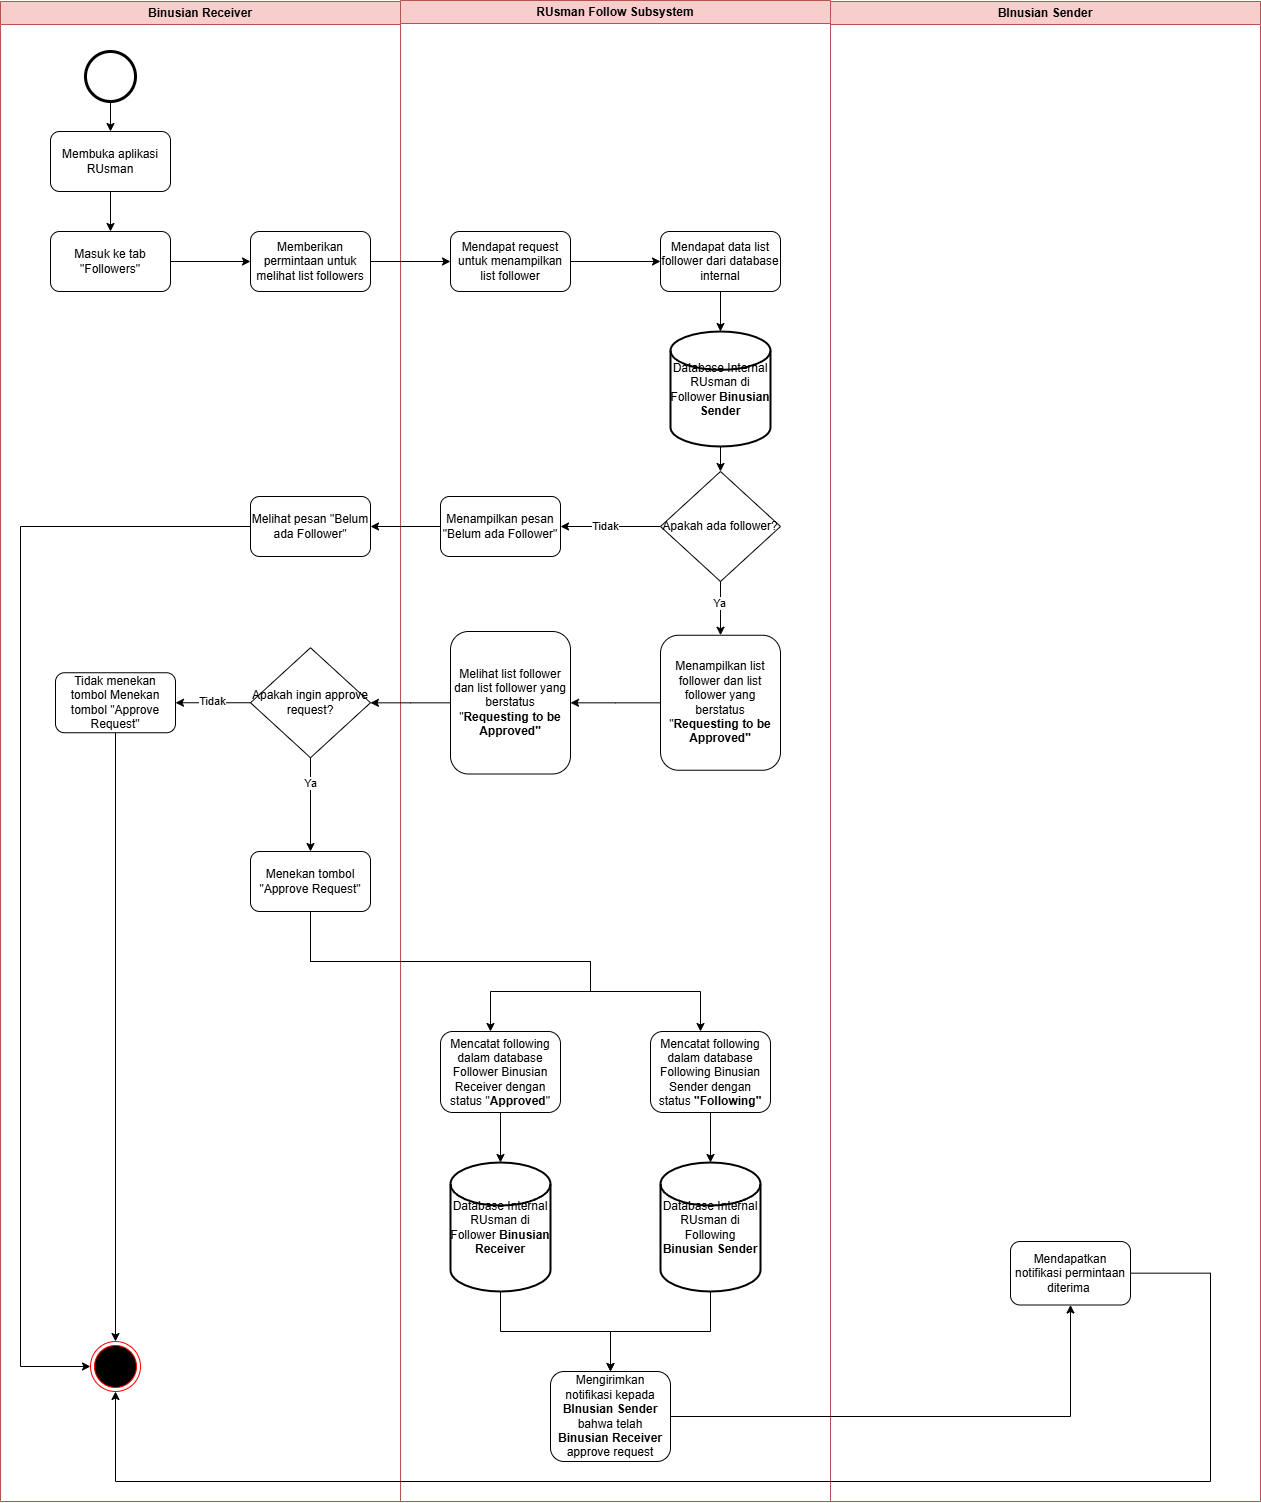 Binusian Receiver
RUsman Follow Subsystem
BInusian Sender
Membuka aplikasi
RUsman
Masuk ke tab
"Followers"
Memberikan
permintaan untuk
melihat list followers
Mendapat request
untuk menampilkan
list follower
Mendapat data list
follower dari database
internal
Database Internal
RUsman di
Follower Binusian
Sender
Apakah ada follower?
Tidak
Menampilkan pesan
"Belum ada Follower"
Melihat pesan "Belum
ada Follower"
Ya
Menampilkan list
follower dan list
follower yang
berstatus
"Requesting to be
Approved"
Melihat list follower
dan list follower yang
berstatus
"Requesting to be
Approved"
Apakah ingin approve
request?
Tidak
Tidak menekan
tombol Menekan
tombol "Approve
Request"
Ya
Menekan tombol
"Approve Request"
Mencatat following
dalam database
Follower Binusian
Receiver dengan
status "Approved"
Mencatat following
dalam database
Following Binusian
Sender dengan
status "Following"
Database Internal
RUsman di
Follower Binusian
Receiver
Database Internal
RUsman di
Following
Binusian Sender
Mengirimkan
notifikasi kepada
BInusian Sender
bahwa telah
Binusian Receiver
approve request
Mendapatkan
notifikasi permintaan
diterima